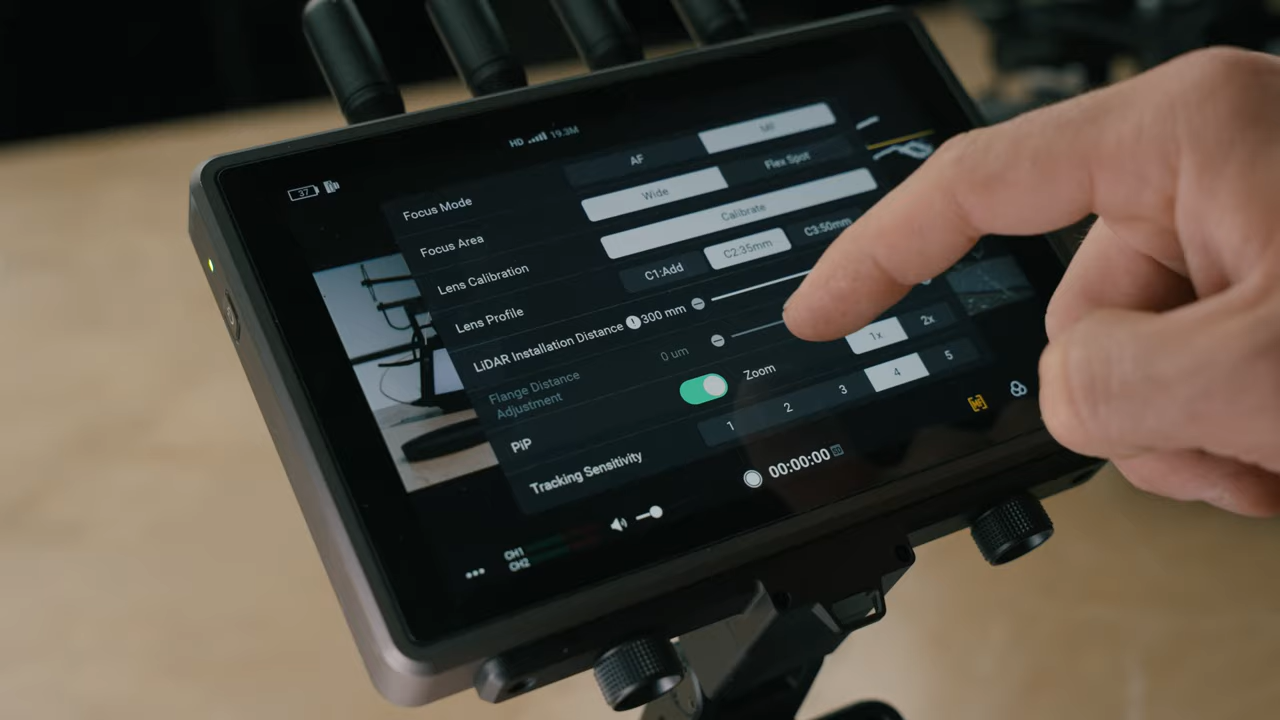 HD 19.3M
37
Focus Mode AF MF
Focus Area Wide Flex Spot
Lens Calibration Calibrate
Lens Profile C1:Add C2:35mm C3:50mm
LiDAR Installation Distance 300 mm
Flange Distance
Adjustment
0 um
PiP Zoom 1x 2x
Tracking Sensitivity 1 2 3 4 5
00:00:00
CH1
CH2